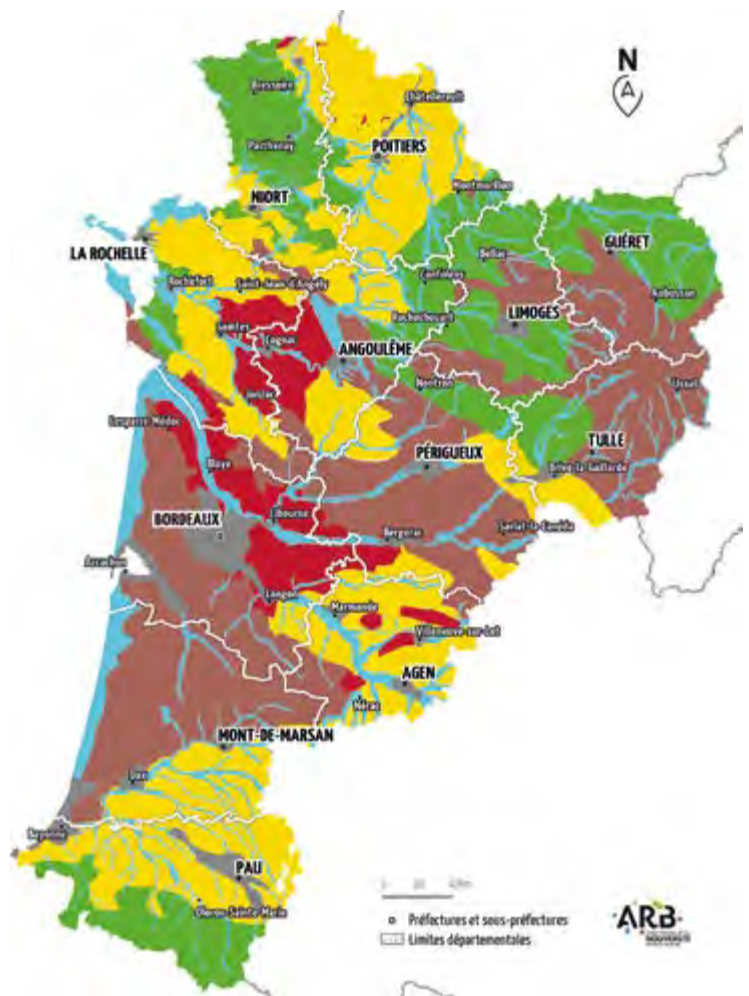 N
Bressuire
Châtellerault
Parthenay
POITIERS
Montmorillon
NIORT
LA ROCHELLE
GUÉRET
Bellac
Rochefort
Saint-Jean-d'Angély
Confolens
Aubusson
Rochechouart
LIMOGES
Saintes
Cognac
ANGOULÊME
Jonzac
Nontron
Ussel
Lesparre-Médoc
TULLE
PÉRIGUEUX
Blaye
Brive-la-Gaillarde
Libourne
BORDEAUX
Bergerac
Sarlat-la-Canéda
Arcachon
Langon
Marmande
Villeneuve-sur-Lot
AGEN
Nérac
MONT-DE-MARSAN
Dax
Bayonne
PAU
Oloron-Sainte-Marie
Préfectures et sous-préfectures
Limites départementales
ARB